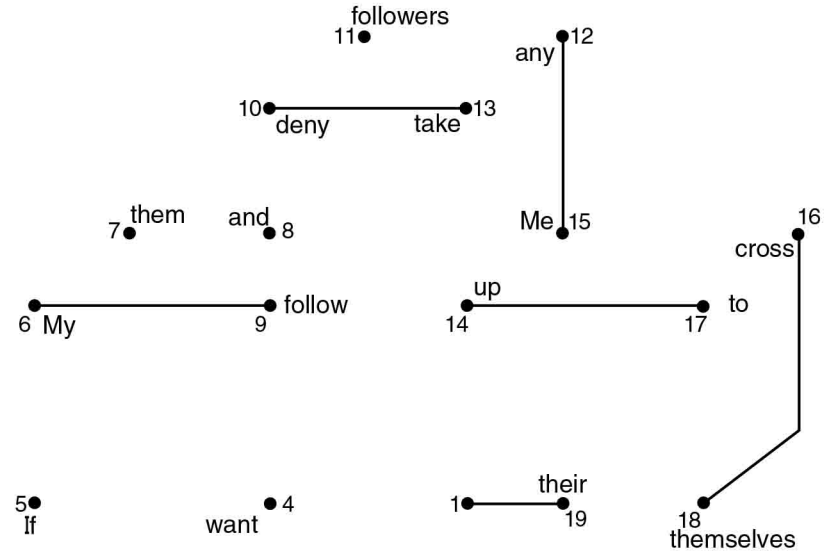 followers
11 12
any
10 13
deny take
them and
7 8
Me 15
16
cross
up
6 My 9 follow
14 17 to
their
5 4 1
If want 19 18
themselves